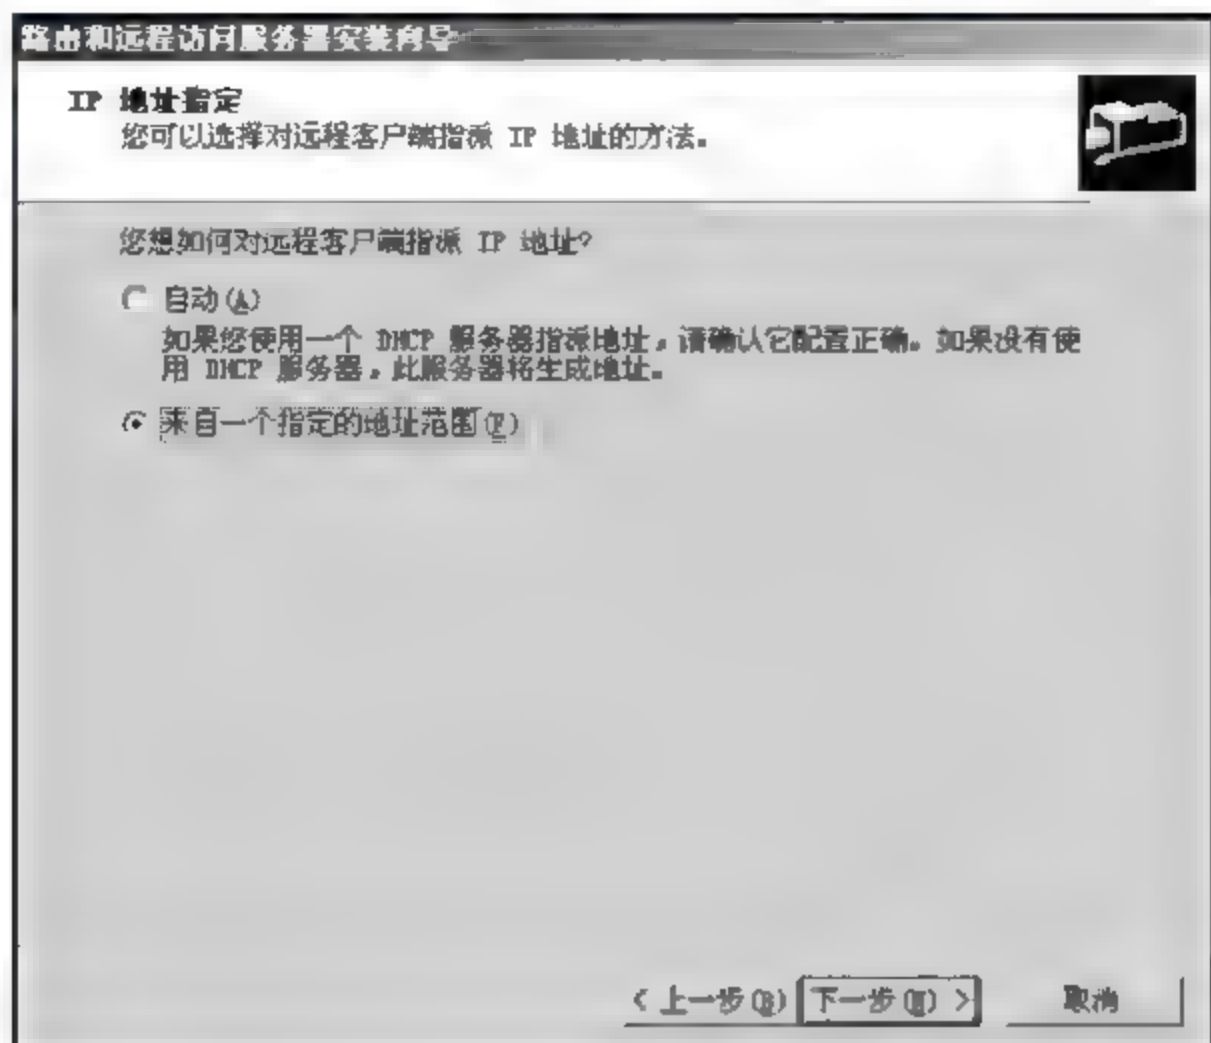 路由和远程访问服务器安装向导
IP 地址指定
您可以选择对远程客户端指派 IP 地址的方法。
您想如何对远程客户端指派 IP 地址?
自动(A)
如果您使用一个 DHCP 服务器指派地址，请确认它配置正确。如果没有使
用 DHCP 服务器，此服务器将生成地址。
来自一个指定的地址范围(F)
< 上一步(B) 下一步(N) > 取消